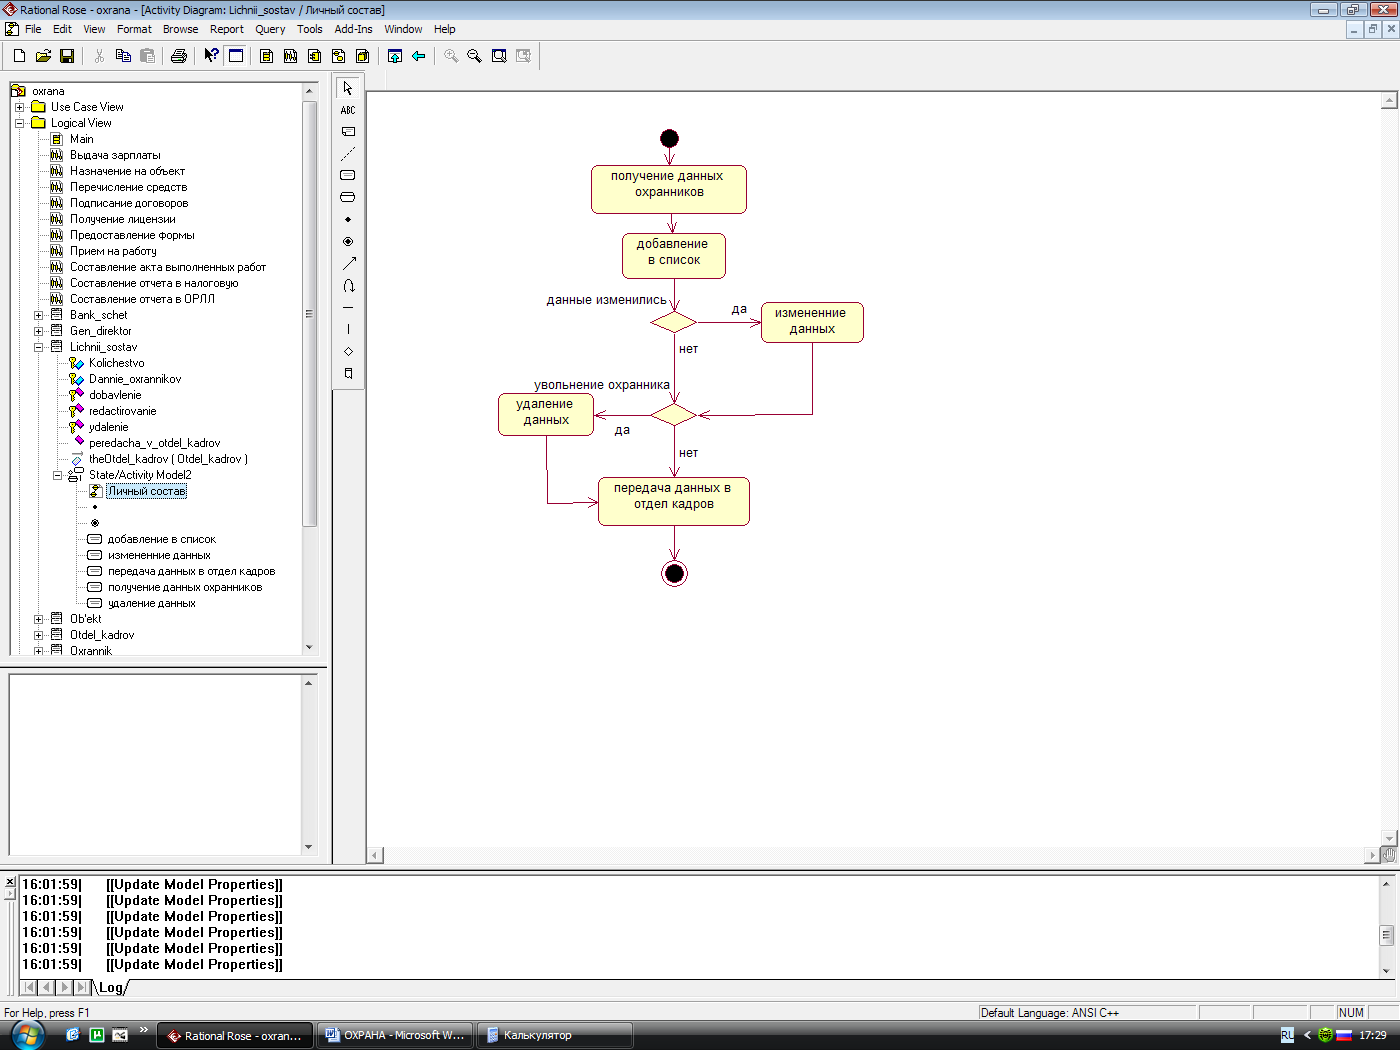 Rational Rose - oxrana - [Activity Diagram: Lichnii_sostav / Личный состав]
File Edit View Format Browse Report Query Tools Add-Ins Window Help
oxrana
Use Case View
Logical View
Main
Выдача зарплаты
Назначение на объект
Перечисление средств
Подписание договоров
Получение лицензии
Предоставление формы
Прием на работу
Составление акта выполненных работ
Составление отчета в налоговую
Составление отчета в ОРЛЛ
Bank_schet
Gen_direktor
Lichnii_sostav
Kolichestvo
Dannie_oxrannikov
dobavlenie
redactirovanie
ydalenie
peredacha_v_otdel_kadrov
theOtdel_kadrov ( Otdel_kadrov )
State/Activity Model2
Личный состав
добавление в список
измененние данных
передача данных в отдел кадров
получение данных охранников
удаление данных
Ob'ekt
Otdel_kadrov
Oxrannik
ABC
получение данных
охранников
добавление
в список
данные изменились
да
измененние
данных
нет
увольнение охранника
удаление
данных
да
нет
передача данных в
отдел кадров
16:01:59| [[Update Model Properties]]
16:01:59| [[Update Model Properties]]
16:01:59| [[Update Model Properties]]
16:01:59| [[Update Model Properties]]
16:01:59| [[Update Model Properties]]
16:01:59| [[Update Model Properties]]
Log
For Help, press F1
Default Language: ANSI C++
NUM
Rational Rose - oxran...
ОХРАНА - Microsoft W...
Калькулятор
RU
17:29